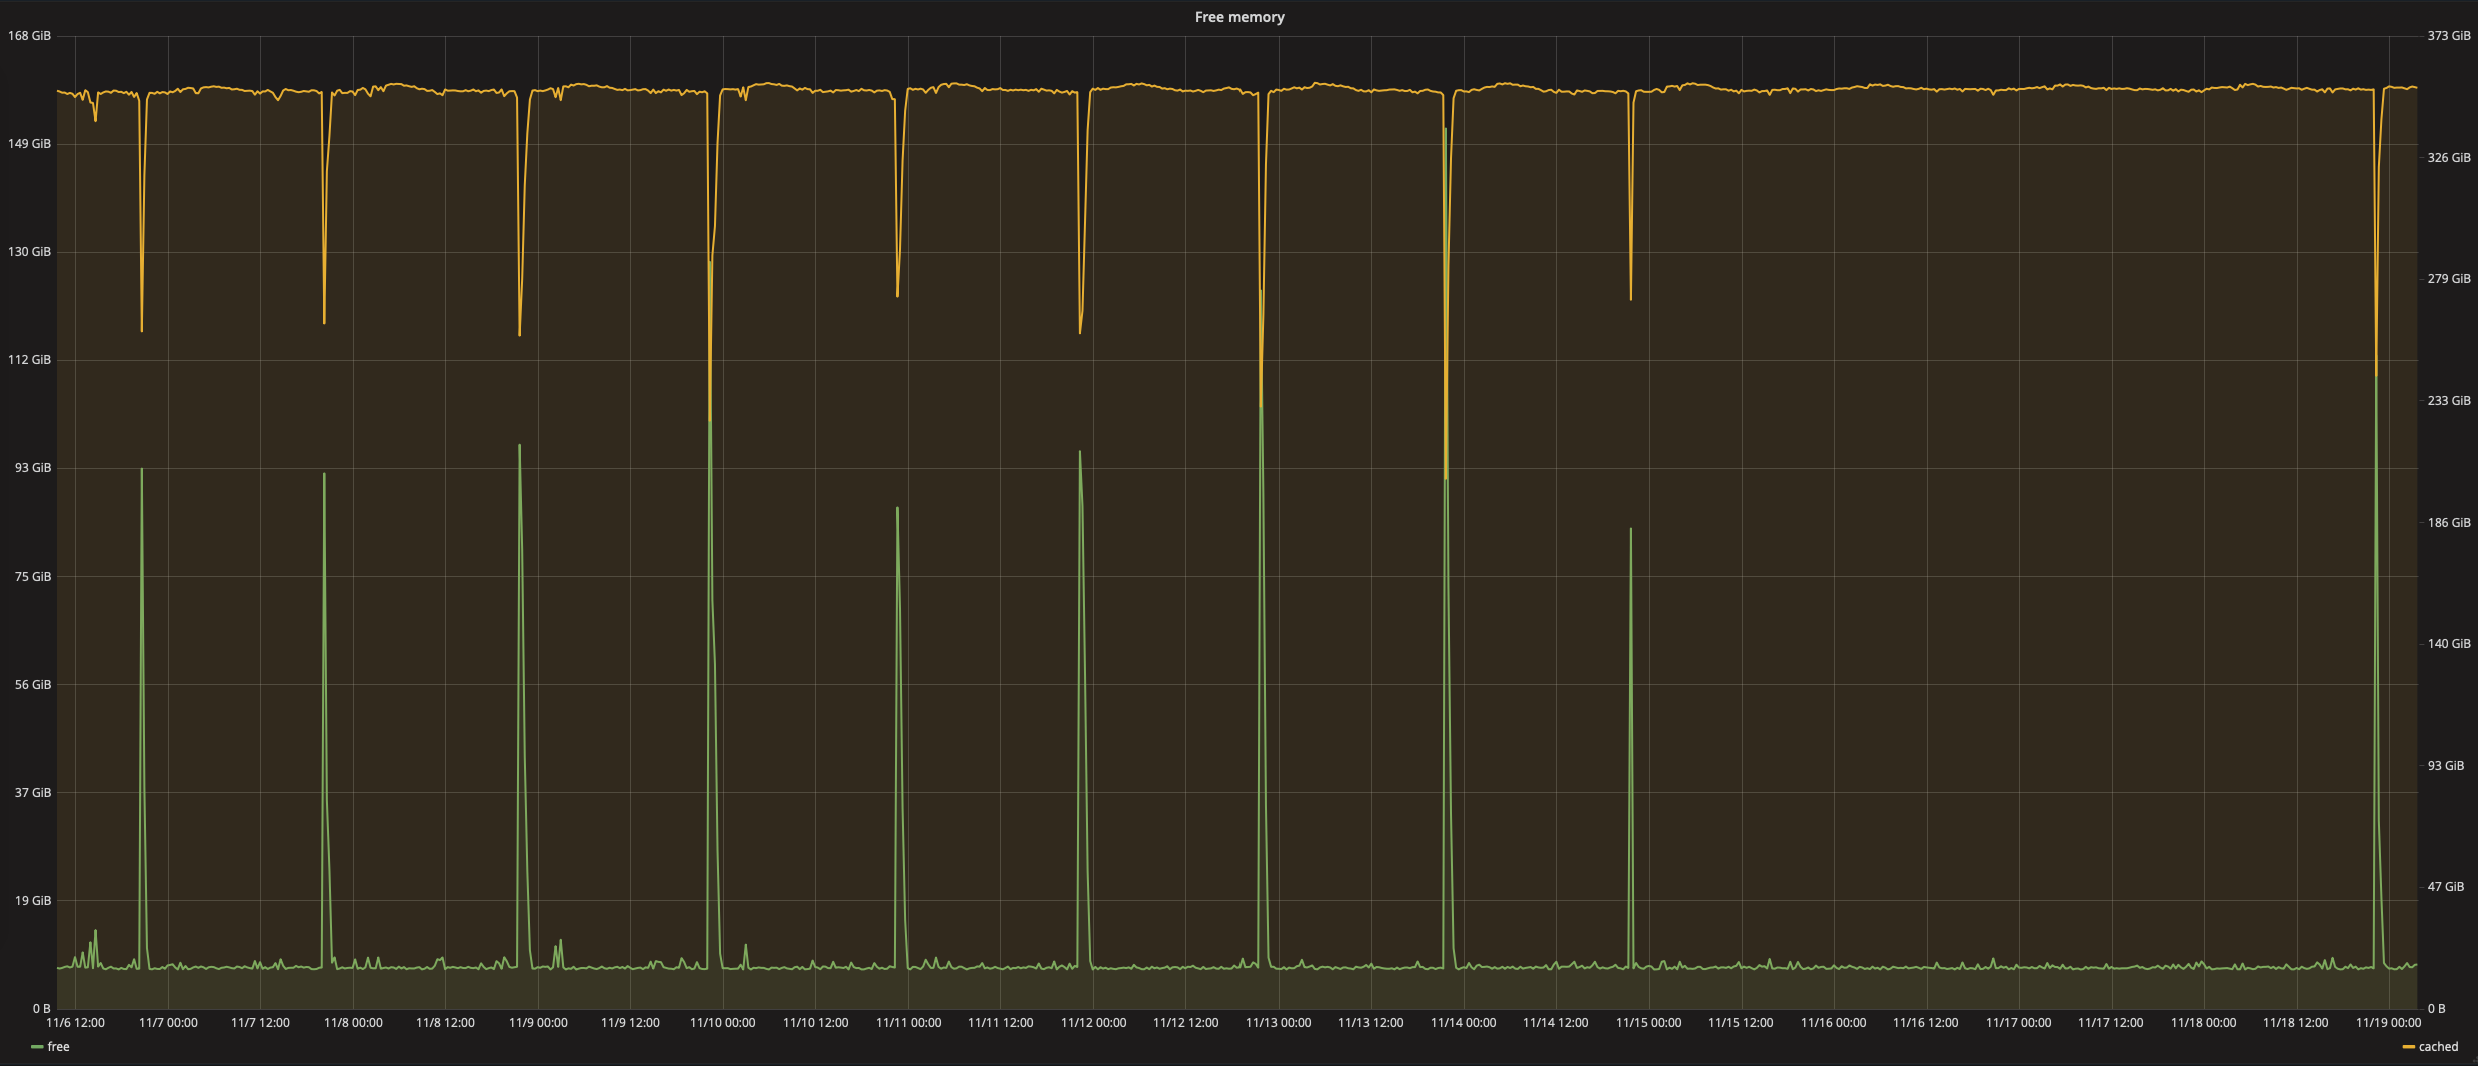 Free memory
168 GiB
149 GiB
130 GiB
112 GiB
93 GiB
75 GiB
56 GiB
37 GiB
19 GiB
0 B
373 GiB
326 GiB
279 GiB
233 GiB
186 GiB
140 GiB
93 GiB
47 GiB
0 B
11/6 12:00 11/7 00:00 11/7 12:00 11/8 00:00 11/8 12:00 11/9 00:00 11/9 12:00 11/10 00:00 11/10 12:00 11/11 00:00 11/11 12:00 11/12 00:00 11/12 12:00 11/13 00:00 11/13 12:00 11/14 00:00 11/14 12:00 11/15 00:00 11/15 12:00 11/16 00:00 11/16 12:00 11/17 00:00 11/17 12:00 11/18 00:00 11/18 12:00 11/19 00:00
free cached